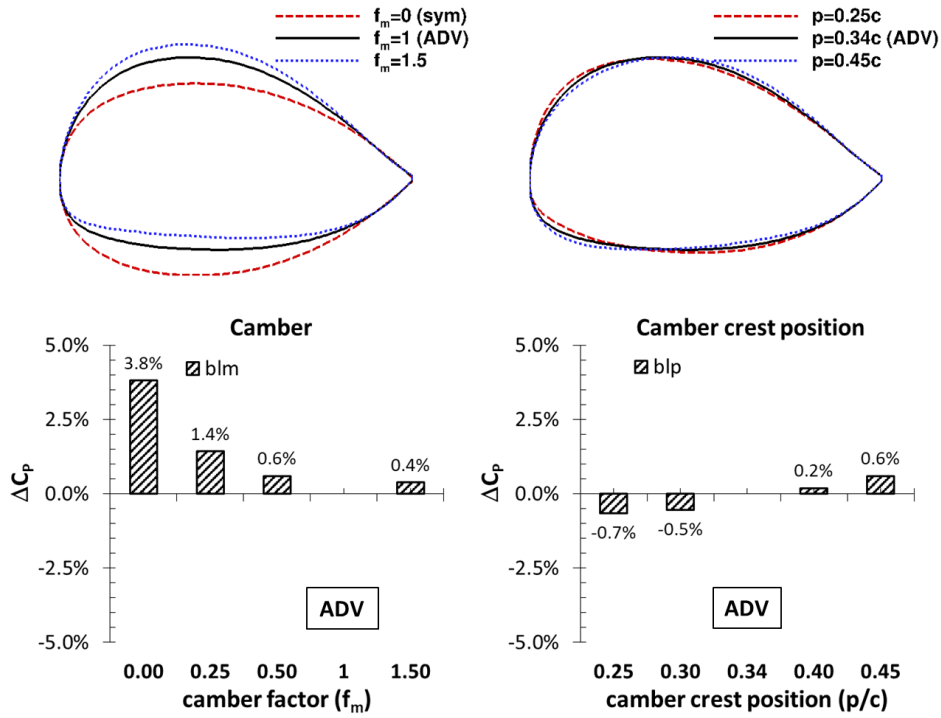 f_m=0 (sym)
f_m=1 (ADV)
f_m=1.5
p=0.25c
p=0.34c (ADV)
p=0.45c
Camber
5.0%
2.5%
0.0%
-2.5%
-5.0%
ΔC_P
blm
3.8%
1.4%
0.6%
0.4%
ADV
0.00 0.25 0.50 1 1.50
camber factor (f_m)
Camber crest position
5.0%
2.5%
0.0%
-2.5%
-5.0%
ΔC_P
blp
-0.7%
-0.5%
0.2%
0.6%
ADV
0.25 0.30 0.34 0.40 0.45
camber crest position (p/c)